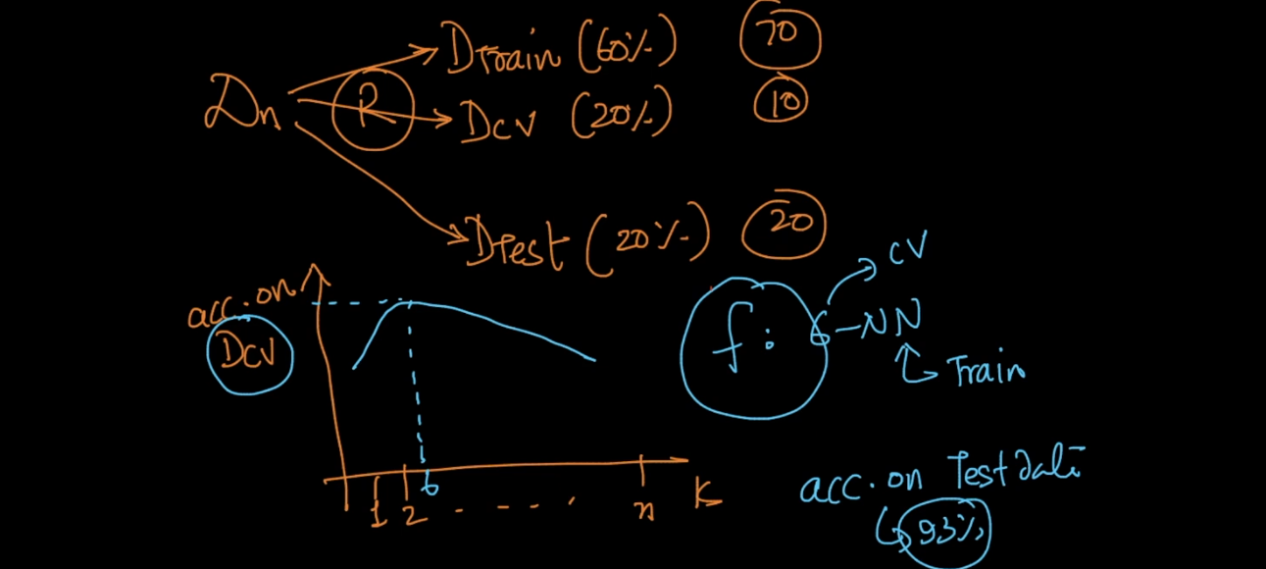 Dn R Dtrain (60%) 70
Dcv (20%) 10
Dtest (20%) 20
acc. on
Dcv
1 2 6 n K
f: 6-NN
CV
Train
acc. on Test data
93%